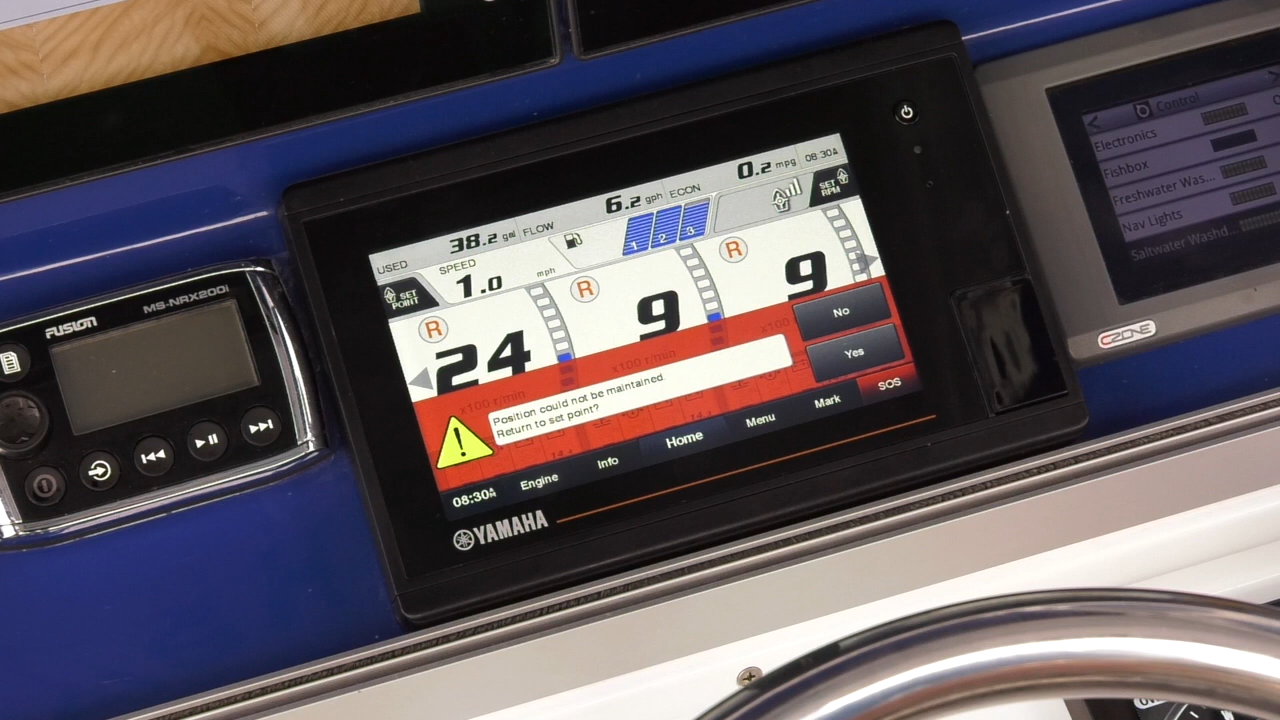 FUSION
MS-NRX200i
USED 38.2 gal FLOW 6.2 gph ECON 0.2 mpg 08:30A
SET POINT
SPEED 1.0 mph
1 2 3
SET RPM
R 24
R 9
R 9
x100 r/min x100 r/min x100
Position could not be maintained.
Return to set point?
No
Yes
08:30AM Engine Info Home Menu Mark SOS
YAMAHA
Control
Electronics
Fishbox
Freshwater Was...
Nav Lights
Saltwater Washd...
CZONE